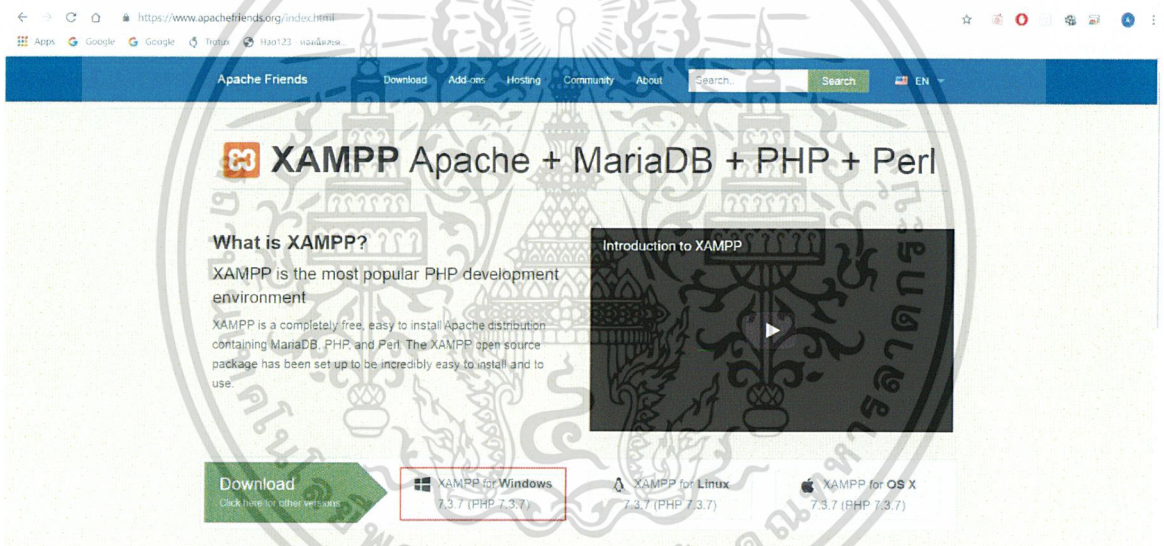 https://www.apachefriends.org/index.html
Apps Google Google Trotux Hao123
Apache Friends Download Add-ons Hosting Community About Search... Search EN
XAMPP Apache + MariaDB + PHP + Perl
What is XAMPP?
XAMPP is the most popular PHP development
environment
XAMPP is a completely free, easy to install Apache distribution
containing MariaDB, PHP, and Perl. The XAMPP open source
package has been set up to be incredibly easy to install and to
use.
Introduction to XAMPP
Download
Click here for other versions
XAMPP for Windows
7.3.7 (PHP 7.3.7)
XAMPP for Linux
7.3.7 (PHP 7.3.7)
XAMPP for OS X
7.3.7 (PHP 7.3.7)